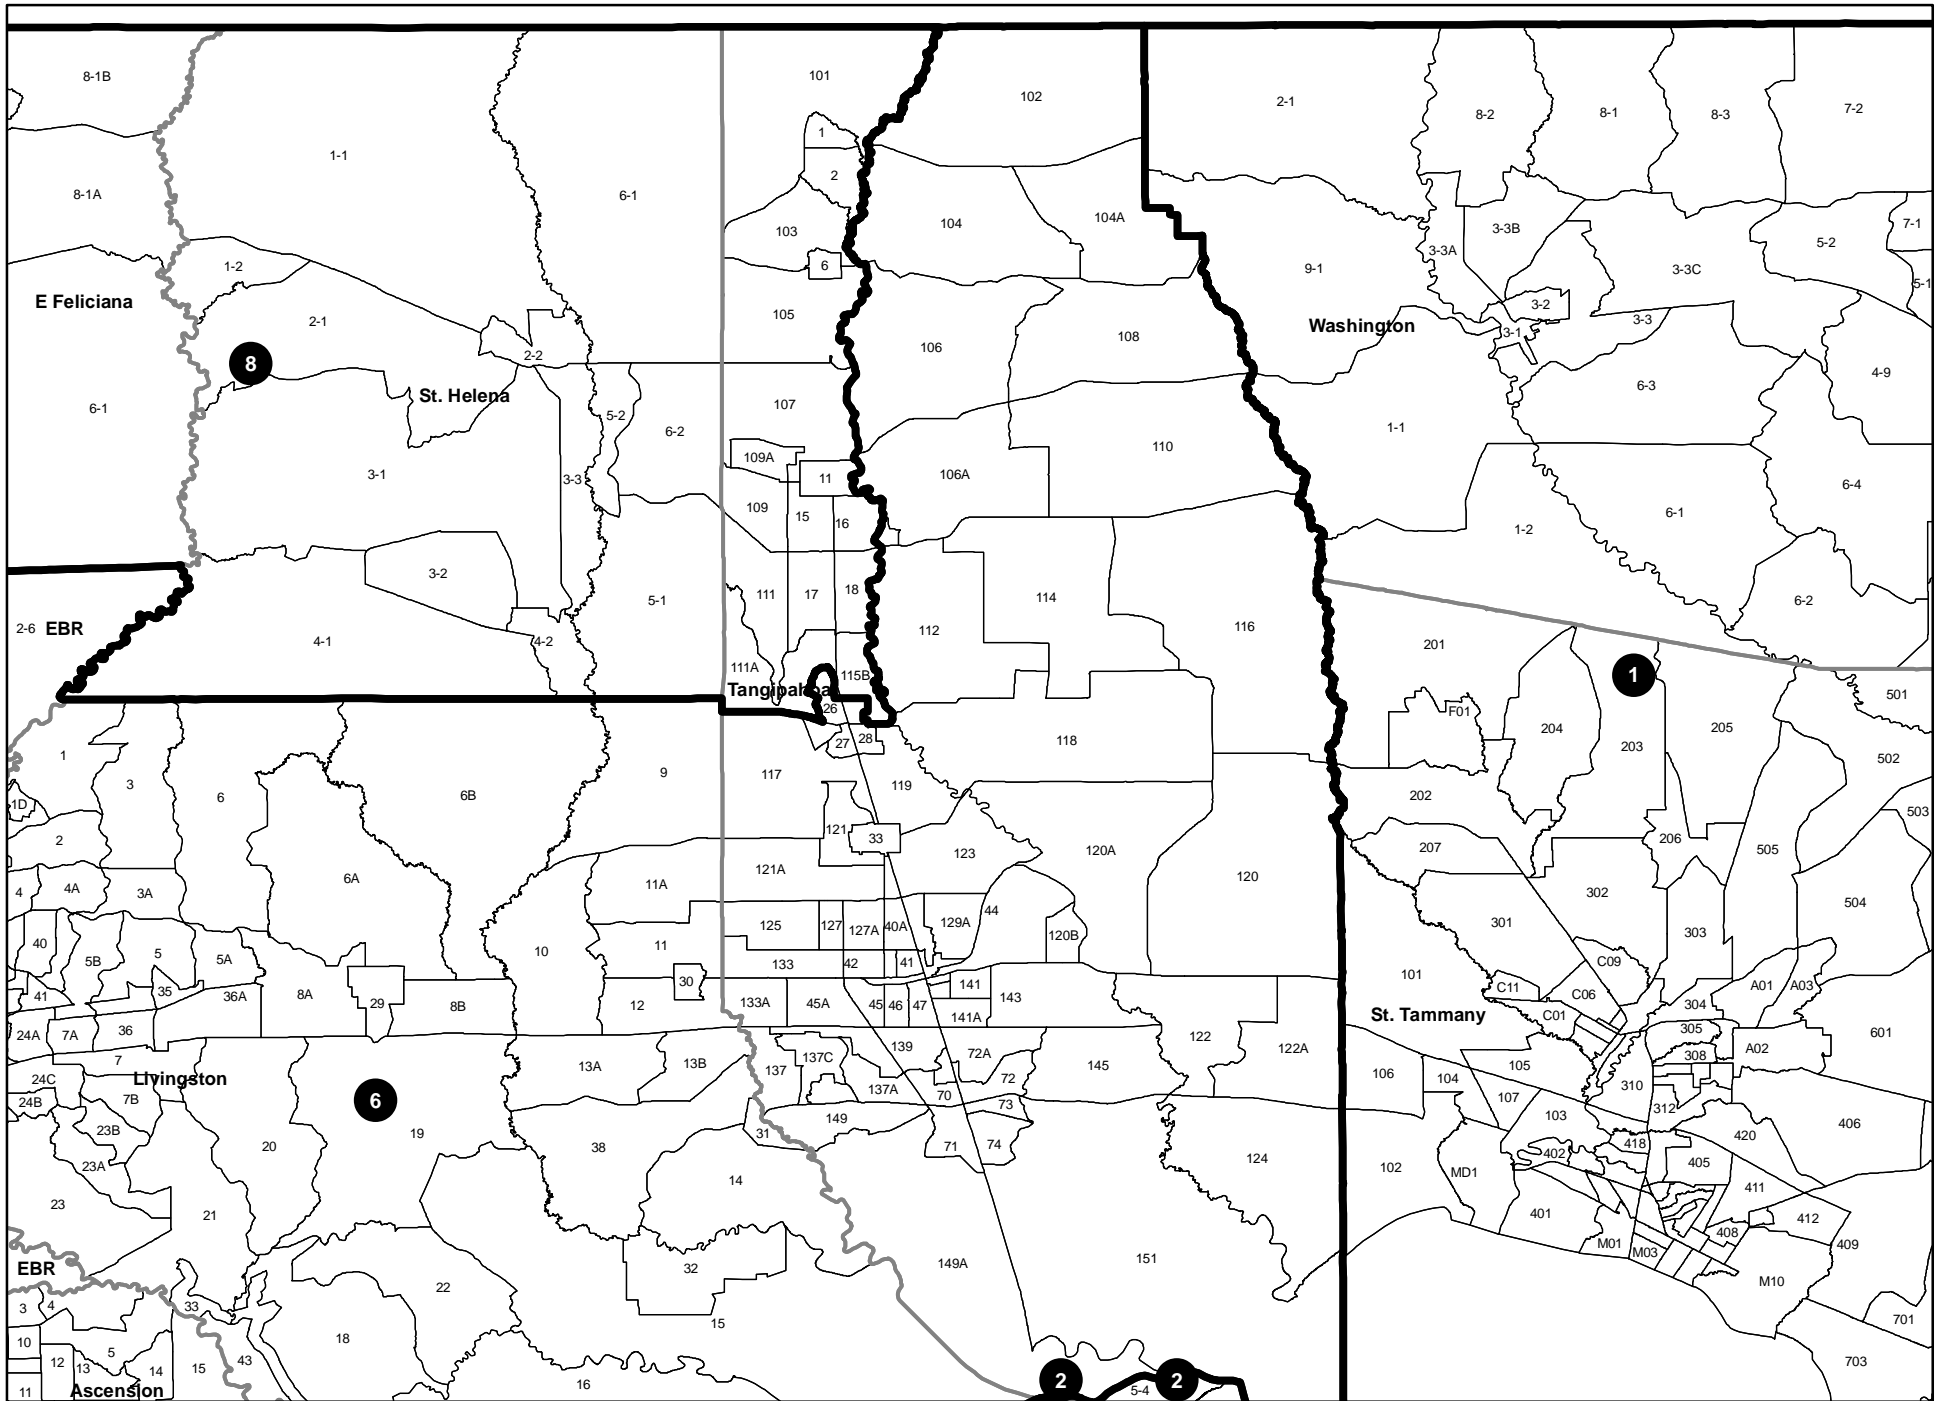 8-1B
101
102
2-1
8-2
8-1
8-3
7-2
1
1-1
2
8-1A
6-1
104
104A
103
3-3A
3-3B
5-2
7-1
6
1-2
9-1
3-3C
5-1
E Feliciana
2-1
105
Washington
3-2
3-3
3-1
106
108
2-2
8
St. Helena
4-9
6-3
6-1
107
5-2
6-2
1-1
110
109A
3-1
3-3
11
106A
6-4
109
15
16
1-2
6-1
3-2
5-1
111
17
18
114
6-2
2-6
EBR
4-1
4-2
112
116
201
111A
115B
1
Tangipahoa
26
501
F01
204
205
203
1
3
27
28
118
502
117
9
119
6
6B
202
1D
503
2
121
33
206
207
505
123
120A
6A
121A
120
4
4A
3A
11A
302
504
44
125
127
127A
40A
129A
301
303
40
120B
11
10
5
5B
5A
133
42
41
C09
101
30
141
A01
A03
C11
C06
41
35
36A
8A
29
8B
12
133A
45A
45
46
47
143
304
C01
St. Tammany
141A
305
24A
7A
36
601
122
122A
139
A02
7
137C
72A
308
13A
13B
137
145
105
106
104
Livingston
24C
72
310
7B
137A
70
107
24B
73
312
6
103
149
23B
31
19
20
38
71
74
418
420
406
402
124
102
23A
405
MD1
14
411
23
21
401
412
408
M01
M03
409
151
149A
EBR
32
M10
22
3
4
33
15
701
10
18
5
43
12
13
14
15
703
2
2
5-4
16
11
Ascension